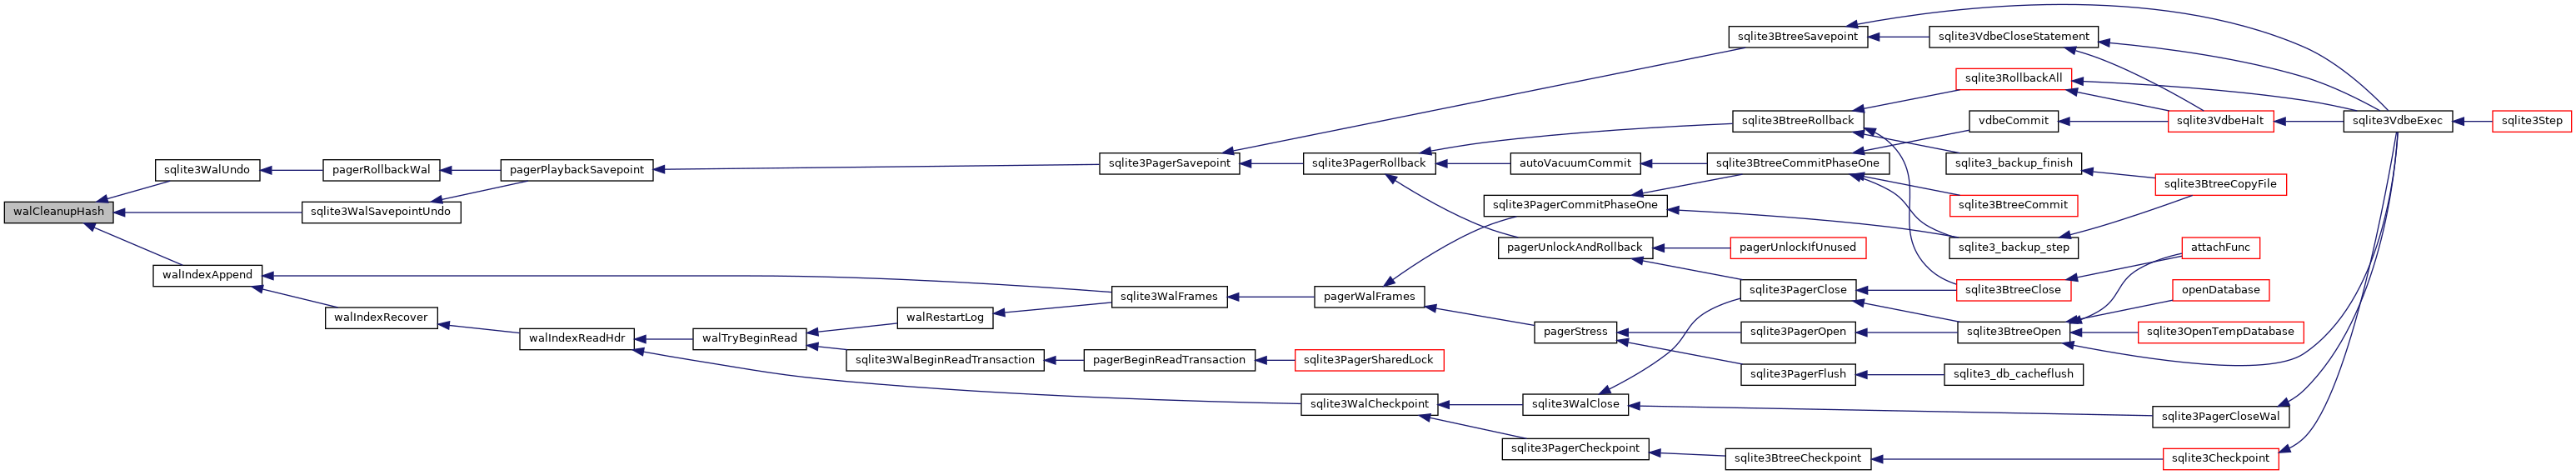 walCleanupHash
sqlite3WalUndo
pagerRollbackWal
pagerPlaybackSavepoint
sqlite3WalSavepointUndo
walIndexAppend
walIndexRecover
walIndexReadHdr
walTryBeginRead
walRestartLog
sqlite3WalBeginReadTransaction
pagerBeginReadTransaction
sqlite3PagerSharedLock
sqlite3PagerSavepoint
sqlite3WalFrames
sqlite3PagerRollback
pagerWalFrames
sqlite3WalCheckpoint
sqlite3PagerCommitPhaseOne
autoVacuumCommit
pagerUnlockAndRollback
pagerStress
sqlite3WalClose
sqlite3PagerCheckpoint
sqlite3BtreeSavepoint
sqlite3BtreeRollback
sqlite3BtreeCommitPhaseOne
pagerUnlockIfUnused
sqlite3PagerClose
sqlite3PagerOpen
sqlite3PagerFlush
sqlite3BtreeCheckpoint
sqlite3VdbeCloseStatement
sqlite3RollbackAll
vdbeCommit
sqlite3_backup_finish
sqlite3BtreeCommit
sqlite3_backup_step
sqlite3BtreeClose
sqlite3BtreeOpen
sqlite3_db_cacheflush
sqlite3VdbeHalt
sqlite3BtreeCopyFile
attachFunc
openDatabase
sqlite3OpenTempDatabase
sqlite3PagerCloseWal
sqlite3Checkpoint
sqlite3VdbeExec
sqlite3Step